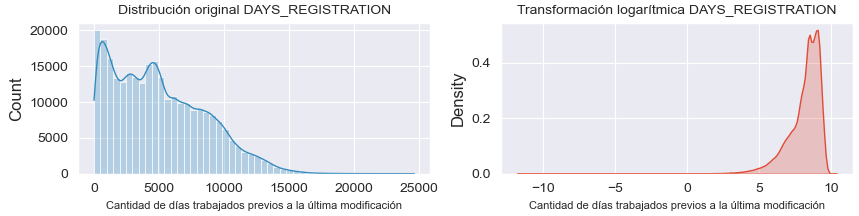 Distribución original DAYS_REGISTRATION
Count
20000
15000
10000
5000
0
0 5000 10000 15000 20000 25000
Cantidad de días trabajados previos a la última modificación
Transformación logarítmica DAYS_REGISTRATION
Density
0.4
0.2
0.0
−10 −5 0 5 10
Cantidad de días trabajados previos a la última modificación